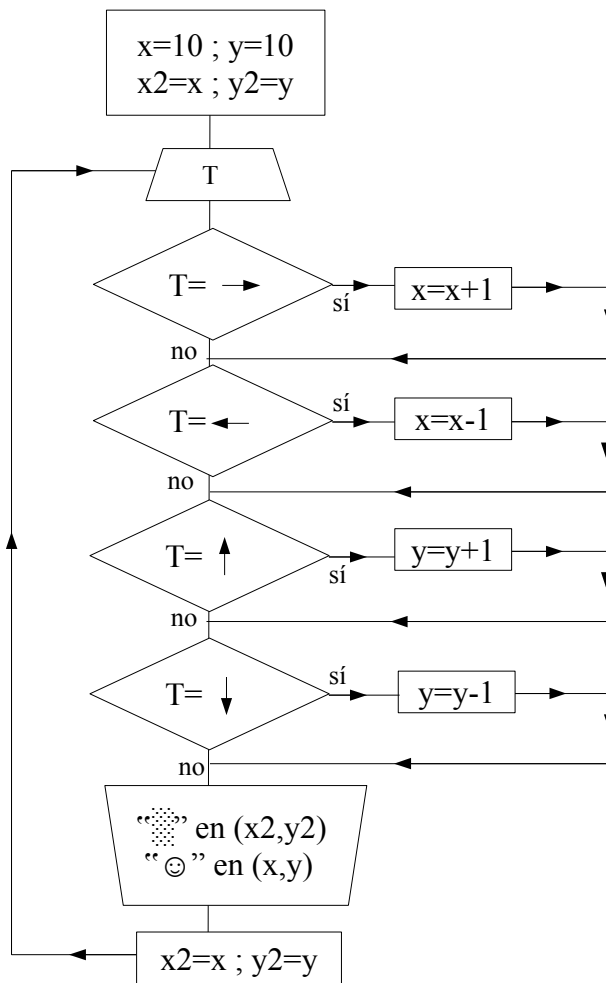 x=10 ; y=10
x2=x ; y2=y
T
T= →
sí
x=x+1
no
T= ←
sí
x=x-1
no
T= ↑
sí
y=y+1
no
T= ↓
sí
y=y-1
no
“░” en (x2,y2)
“☺” en (x,y)
x2=x ; y2=y